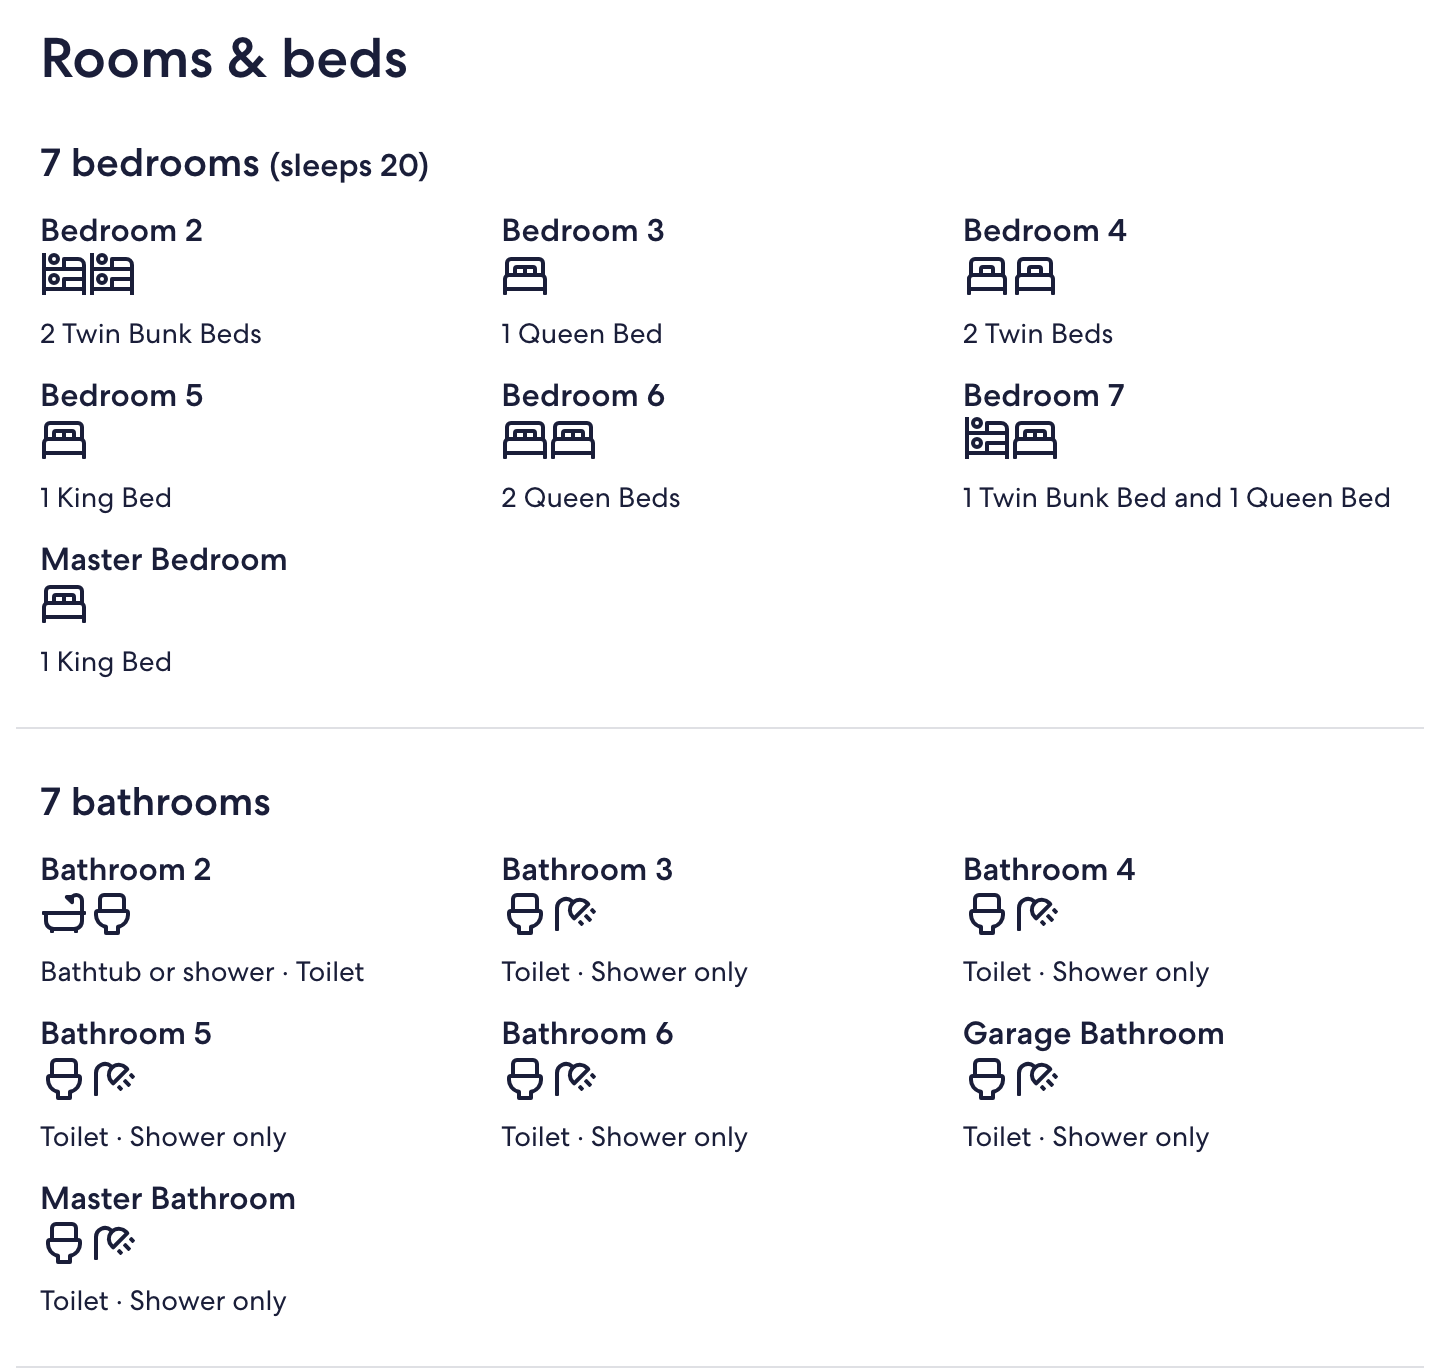 Rooms & beds
7 bedrooms (sleeps 20)
Bedroom 2
2 Twin Bunk Beds
Bedroom 3
1 Queen Bed
Bedroom 4
2 Twin Beds
Bedroom 5
1 King Bed
Bedroom 6
2 Queen Beds
Bedroom 7
1 Twin Bunk Bed and 1 Queen Bed
Master Bedroom
1 King Bed
7 bathrooms
Bathroom 2
Bathtub or shower · Toilet
Bathroom 3
Toilet · Shower only
Bathroom 4
Toilet · Shower only
Bathroom 5
Toilet · Shower only
Bathroom 6
Toilet · Shower only
Garage Bathroom
Toilet · Shower only
Master Bathroom
Toilet · Shower only